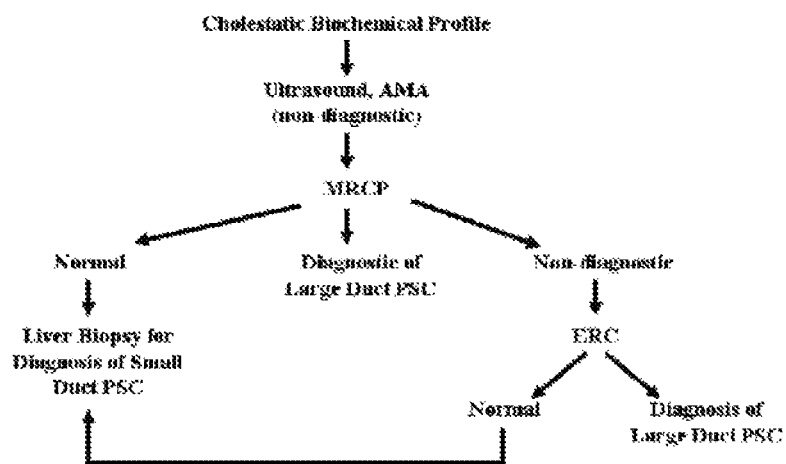 Cholestatic Biochemical Profile
Ultrasound, AMA
(non-diagnostic)
MRCP
Normal
Diagnostic of
Large Duct PSC
Non-diagnostic
Liver Biopsy for
Diagnosis of Small
Duct PSC
ERC
Normal
Diagnosis of
Large Duct PSC